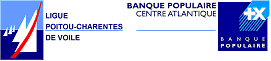 LIGUE
POITOU-CHARENTES
DE VOILE
BANQUE POPULAIRE
CENTRE ATLANTIQUE
BANQUE
POPULAIRE